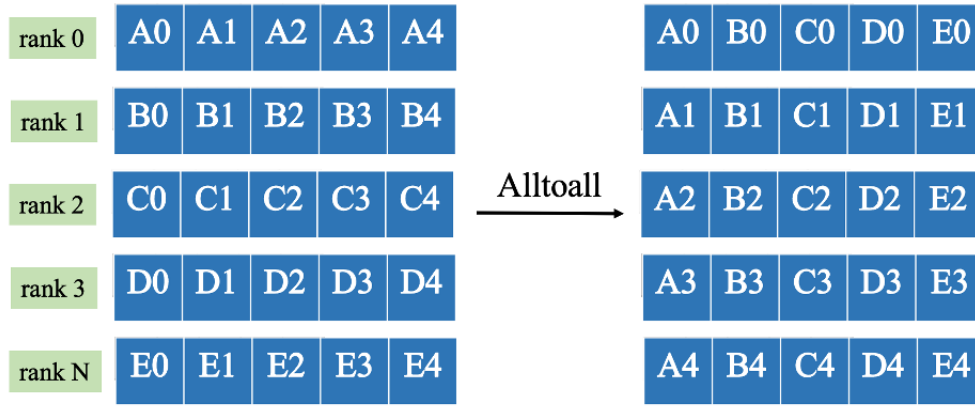 rank 0 A0 A1 A2 A3 A4 A0 B0 C0 D0 E0
rank 1 B0 B1 B2 B3 B4 A1 B1 C1 D1 E1
rank 2 C0 C1 C2 C3 C4 Alltoall A2 B2 C2 D2 E2
rank 3 D0 D1 D2 D3 D4 A3 B3 C3 D3 E3
rank N E0 E1 E2 E3 E4 A4 B4 C4 D4 E4